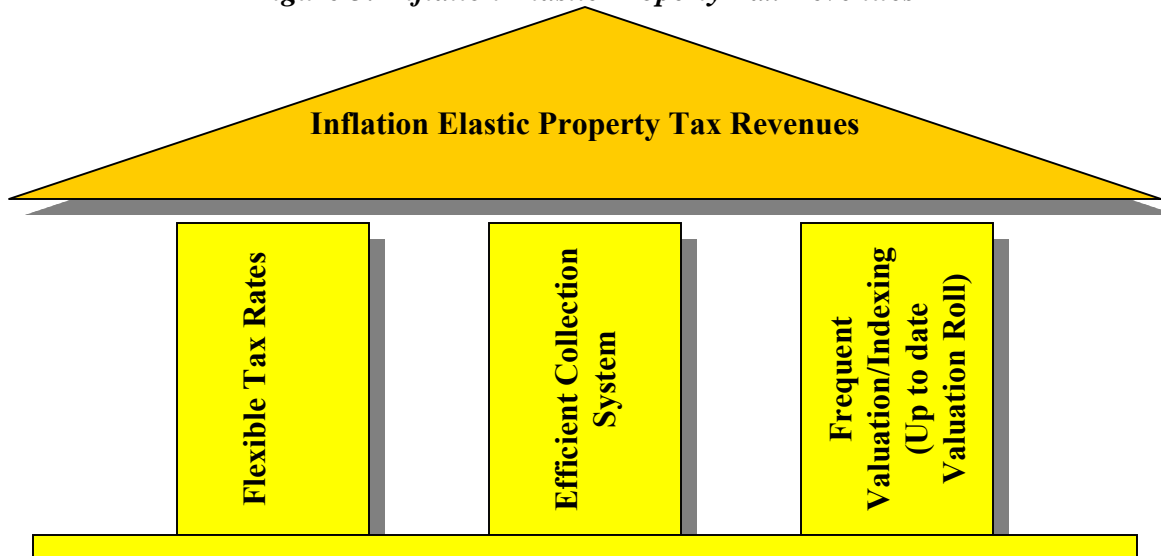 Inflation Elastic Property Tax Revenues
Flexible Tax Rates
Efficient Collection
System
Frequent
Valuation/Indexing
(Up to date
Valuation Roll)